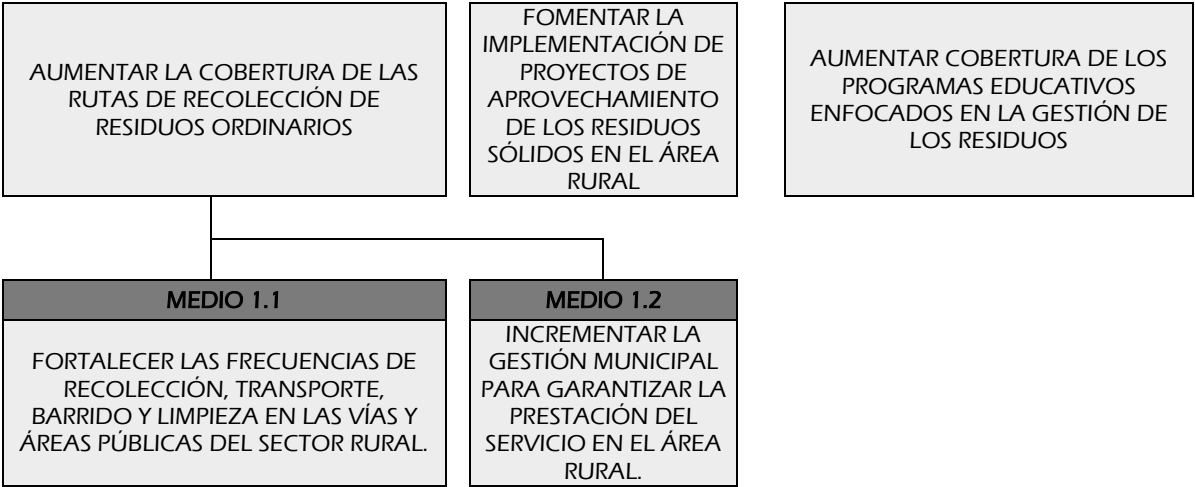 AUMENTAR LA COBERTURA DE LAS
RUTAS DE RECOLECCIÓN DE
RESIDUOS ORDINARIOS
FOMENTAR LA
IMPLEMENTACIÓN DE
PROYECTOS DE
APROVECHAMIENTO
DE LOS RESIDUOS
SÓLIDOS EN EL ÁREA
RURAL
AUMENTAR COBERTURA DE LOS
PROGRAMAS EDUCATIVOS
ENFOCADOS EN LA GESTIÓN DE
LOS RESIDUOS
MEDIO 1.1
FORTALECER LAS FRECUENCIAS DE
RECOLECCIÓN, TRANSPORTE,
BARRIDO Y LIMPIEZA EN LAS VÍAS Y
ÁREAS PÚBLICAS DEL SECTOR RURAL.
MEDIO 1.2
INCREMENTAR LA
GESTIÓN MUNICIPAL
PARA GARANTIZAR LA
PRESTACIÓN DEL
SERVICIO EN EL ÁREA
RURAL.